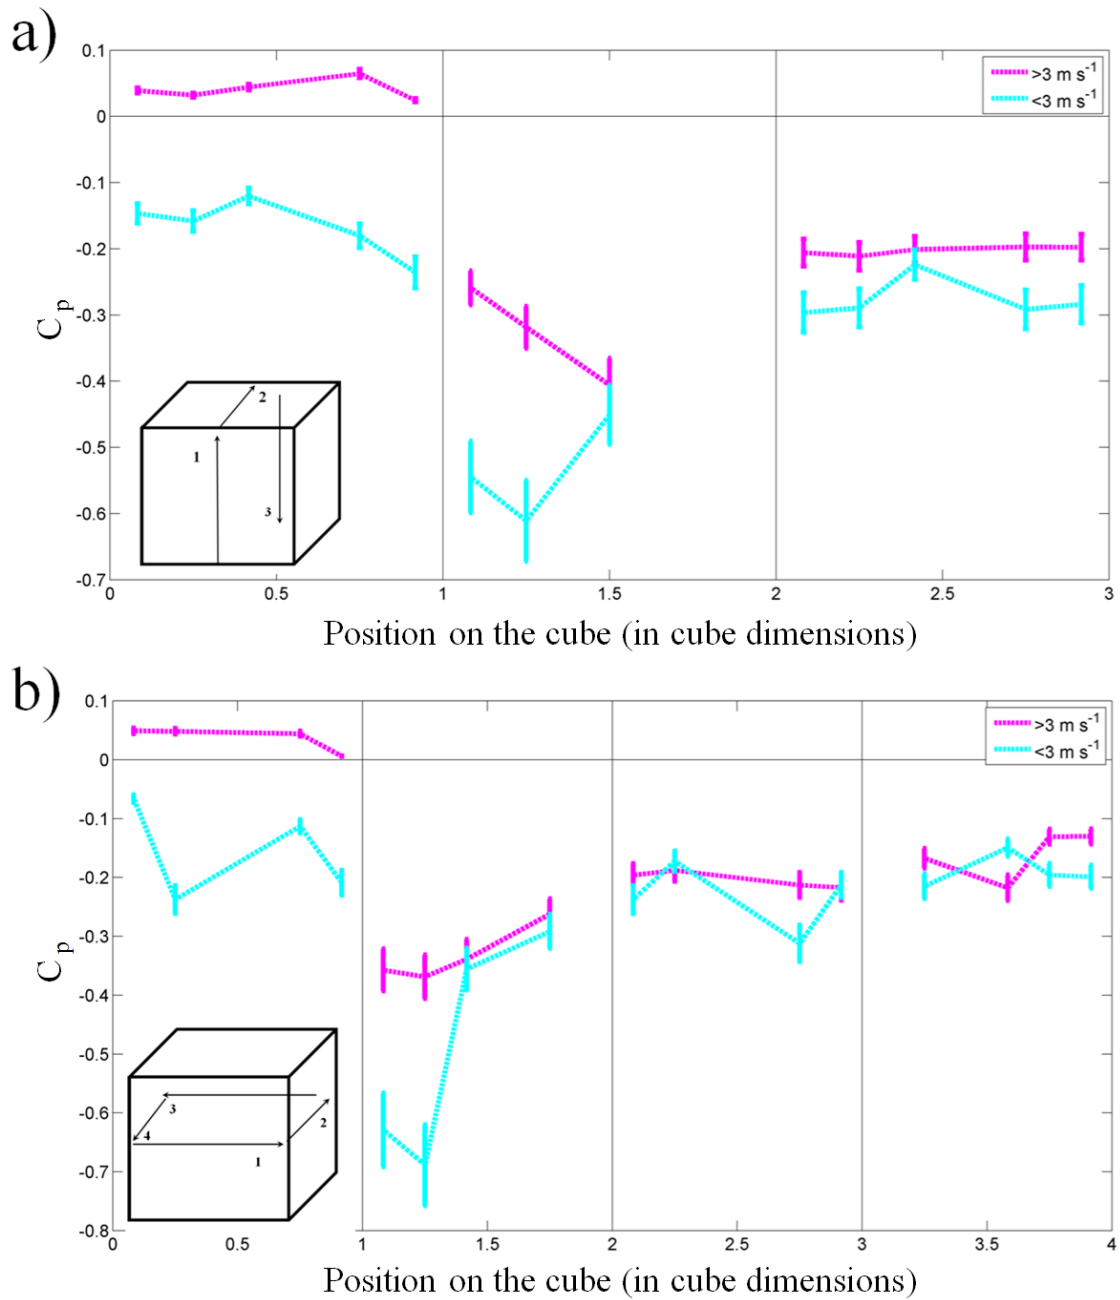 a)
0.1
>3 m s⁻¹
<3 m s⁻¹
0
-0.1
-0.2
-0.3
Cp
-0.4
2
1
-0.5
3
-0.6
-0.7
0 0.5 1 1.5 2 2.5 3
Position on the cube (in cube dimensions)
b)
0.1
>3 m s⁻¹
<3 m s⁻¹
0
-0.1
-0.2
-0.3
Cp
-0.4
-0.5
-0.6
3
2
4
1
-0.7
-0.8
0 0.5 1 1.5 2 2.5 3 3.5 4
Position on the cube (in cube dimensions)